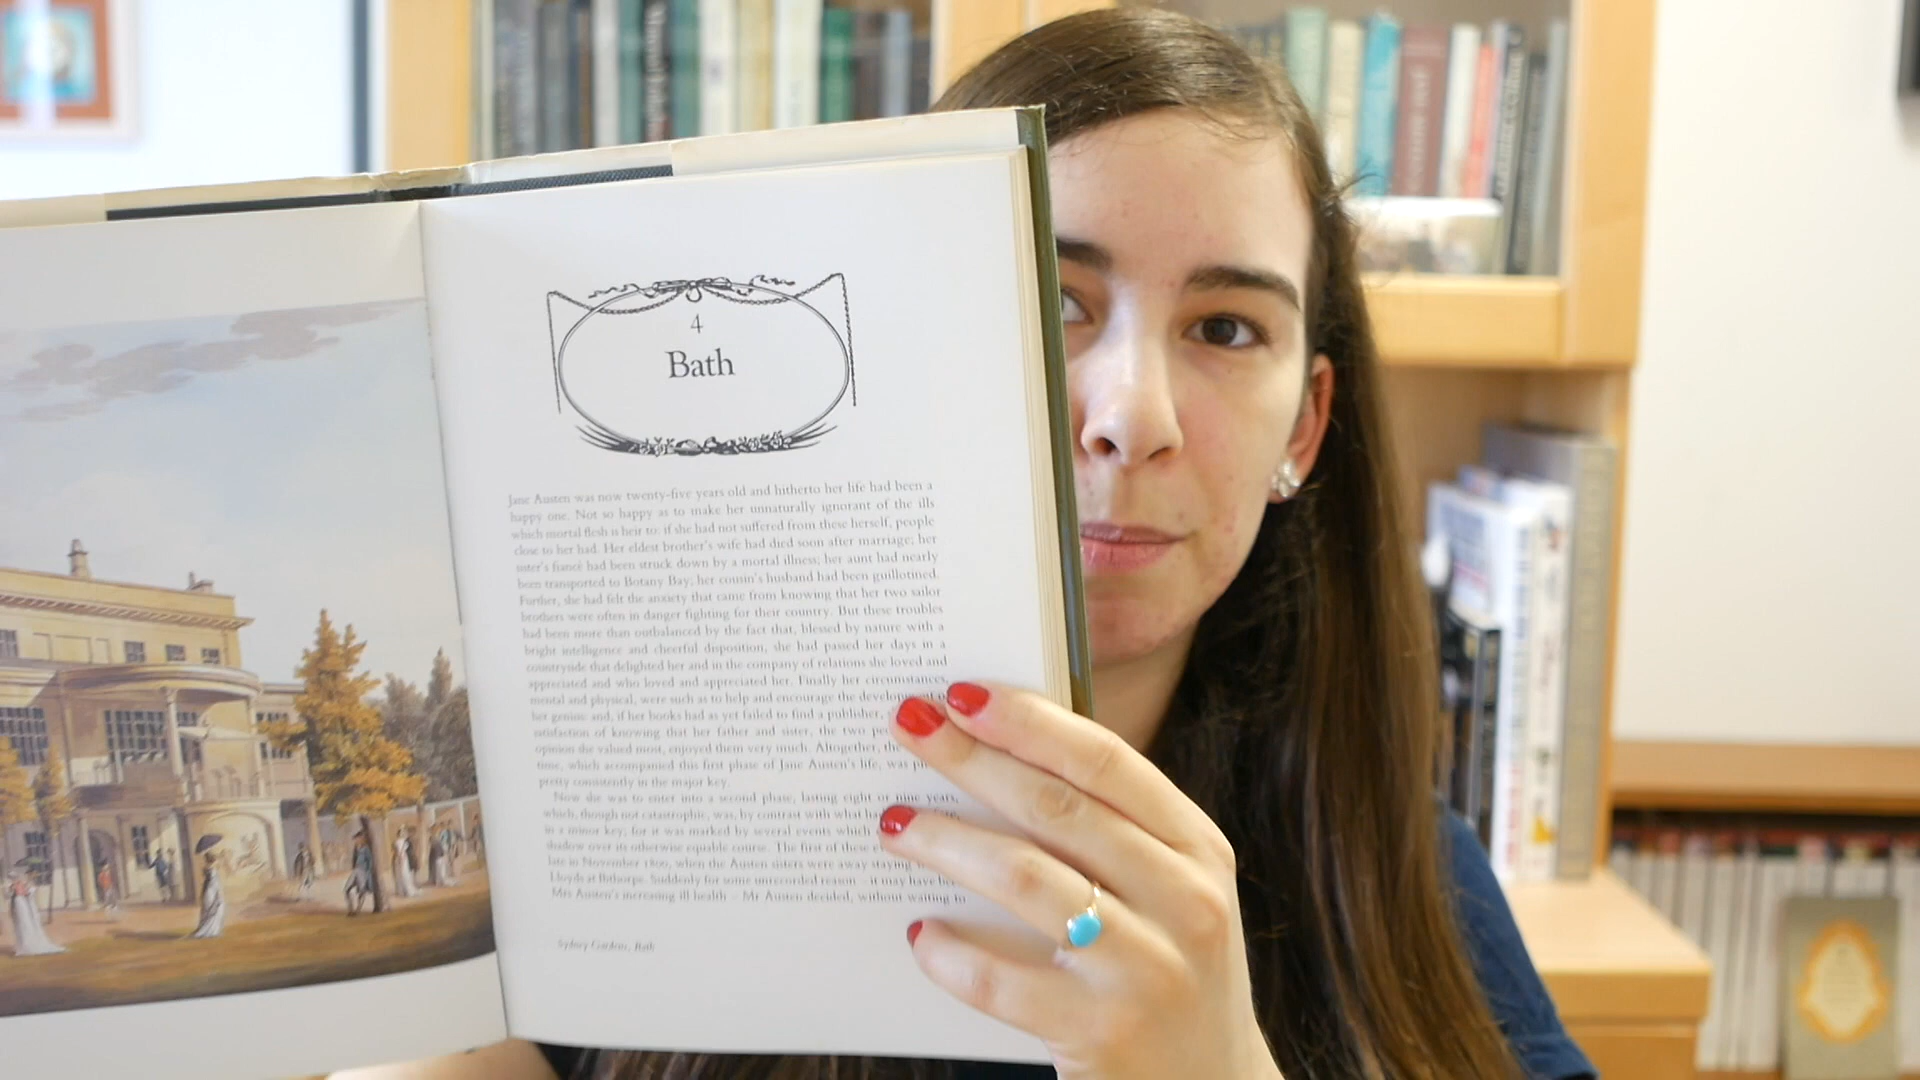 4
Bath
Jane Austen was now twenty-five years old and hitherto her life had been a
happy one. Not so happy as to make her unnaturally ignorant of the ills
which mortal flesh is heir to: if she had not suffered from these herself, people
close to her had. Her eldest brother's wife had died soon after marriage; her
sister's fiancé had been struck down by a mortal illness; her aunt had nearly
been transported to Botany Bay; her cousin's husband had been guillotined.
Further, she had felt the anxiety that came from knowing that her two sailor
brothers were often in danger fighting for their country. But these troubles
had been more than outbalanced by the fact that, blessed by nature with a
bright intelligence and cheerful disposition, she had passed her days in a
countryside that delighted her and in the company of relations she loved and
appreciated and who loved and appreciated her. Finally her circumstances,
mental and physical, were such as to help and encourage the development
her genius and, if her books had as yet failed to find a publisher,
satisfaction of knowing that her father and sister, the two
opinion she valued most, enjoyed them very much. Altogether, the
time, which accompanied this first phase of Jane Austen's life, was
pretty consistently in the major key.
Now she was to enter into a second phase, lasting eight or nine years,
which, though not catastrophic, was, by contrast with what
in a minor key; for it was marked by several events which
shadow over its otherwise equable course. The first of these
late in November 1800, when the Austen sisters were away staying
Lloyds at Ibthorpe. Suddenly for some unrecorded reason – it may have
Mrs Austen's increasing ill health – Mr Austen decided, without waiting to
Sydney Gardens, Bath